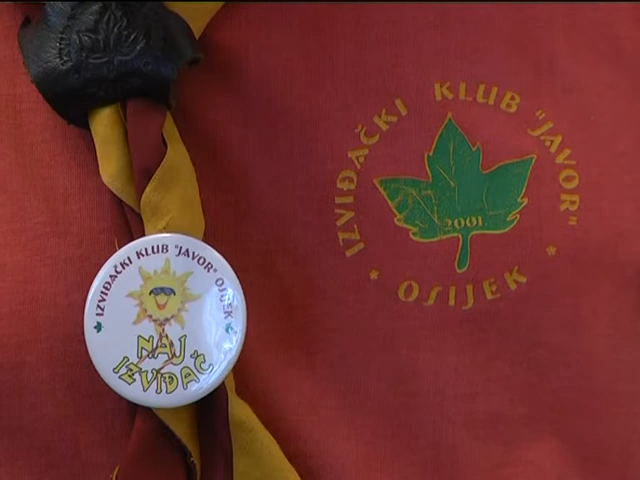 IZVIĐAČKI KLUB "JAVOR"
2001.
* OSIJEK *
IZVIĐAČKI KLUB "JAVOR" OSIJEK
NAJ
IZVIĐAČ